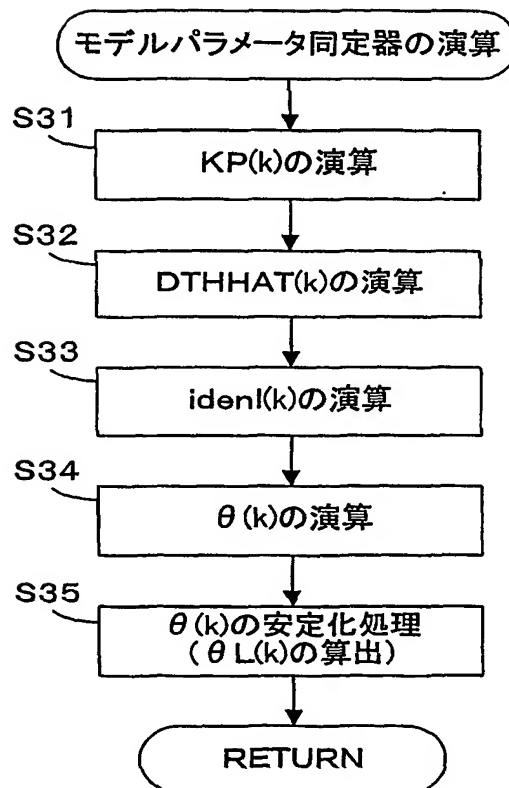 モデルパラメータ同定器の演算
S31
KP(k)の演算
S32
DTHHAT(k)の演算
S33
idenl(k)の演算
S34
θ(k)の演算
S35
θ(k)の安定化処理
(θL(k)の算出)
RETURN